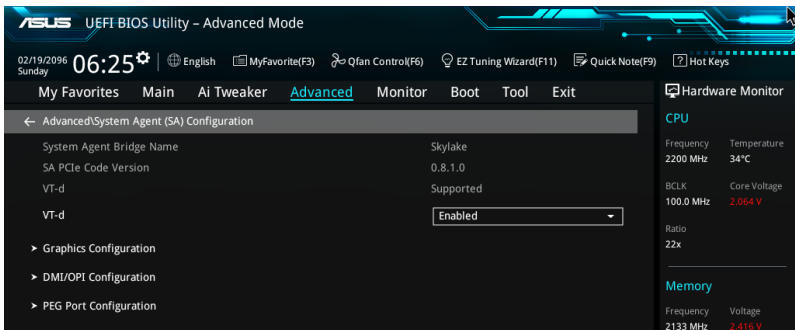 ASUS UEFI BIOS Utility – Advanced Mode
02/19/2096 Sunday 06:25 English MyFavorite(F3) Qfan Control(F6) EZ Tuning Wizard(F11) Quick Note(F9) ? Hot Keys
My Favorites Main Ai Tweaker Advanced Monitor Boot Tool Exit
Hardware Monitor
← Advanced\System Agent (SA) Configuration
System Agent Bridge Name Skylake
SA PCIe Code Version 0.8.1.0
VT-d Supported
VT-d Enabled
> Graphics Configuration
> DMI/OPI Configuration
> PEG Port Configuration
CPU
Frequency Temperature
2200 MHz 34°C
BCLK Core Voltage
100.0 MHz 2.064 V
Ratio
22x
Memory
Frequency Voltage
2133 MHz 2.416 V